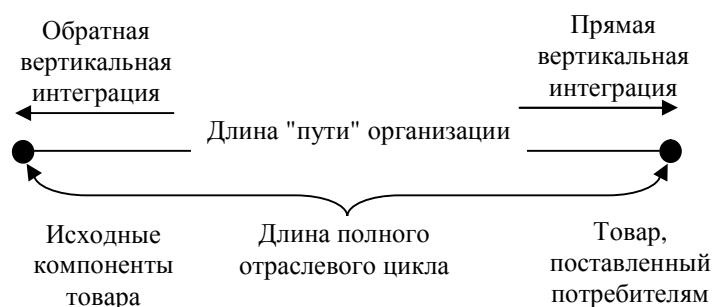 Обратная
вертикальная
интеграция
Прямая
вертикальная
интеграция
Длина "пути" организации
Исходные
компоненты
товара
Длина полного
отраслевого цикла
Товар,
поставленный
потребителям